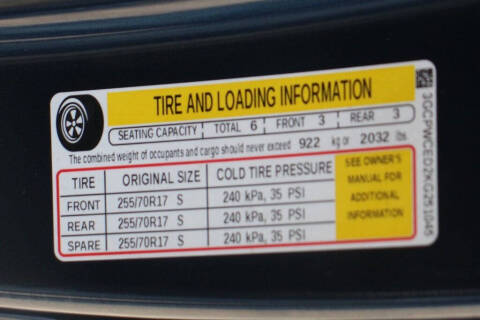 TIRE AND LOADING INFORMATION
SEATING CAPACITY TOTAL 6 FRONT 3 REAR 3
The combined weight of occupants and cargo should never exceed 922 kg or 2032 lbs
TIRE ORIGINAL SIZE COLD TIRE PRESSURE
FRONT 255/70R17 S 240 kPa, 35 PSI
REAR 255/70R17 S 240 kPa, 35 PSI
SPARE 255/70R17 S 240 kPa, 35 PSI
SEE OWNER'S
MANUAL FOR
ADDITIONAL
INFORMATION
3GCPWCED2KG251045